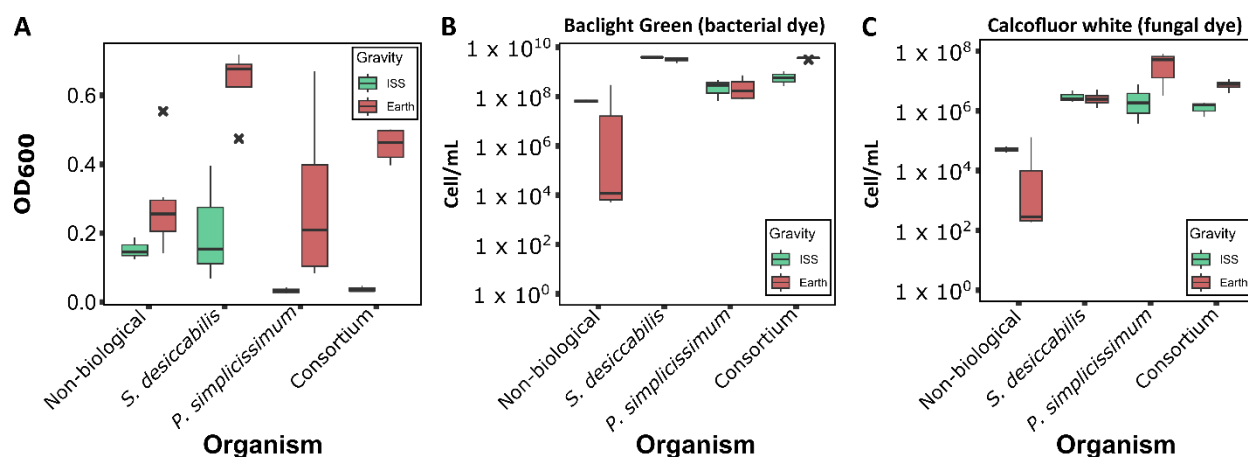 A
OD600
0.6
0.4
0.2
0.0
Gravity
ISS
Earth
Non-biological
S. desiccabilis
P. simplicissimum
Consortium
Organism
B
Baclight Green (bacterial dye)
Cell/mL
1 x 10^10
1 x 10^8
1 x 10^6
1 x 10^4
1 x 10^2
1 x 10^0
Gravity
ISS
Earth
Non-biological
S. desiccabilis
P. simplicissimum
Consortium
Organism
C
Calcofluor white (fungal dye)
Cell/mL
1 x 10^8
1 x 10^6
1 x 10^4
1 x 10^2
1 x 10^0
Gravity
ISS
Earth
Non-biological
S. desiccabilis
P. simplicissimum
Consortium
Organism